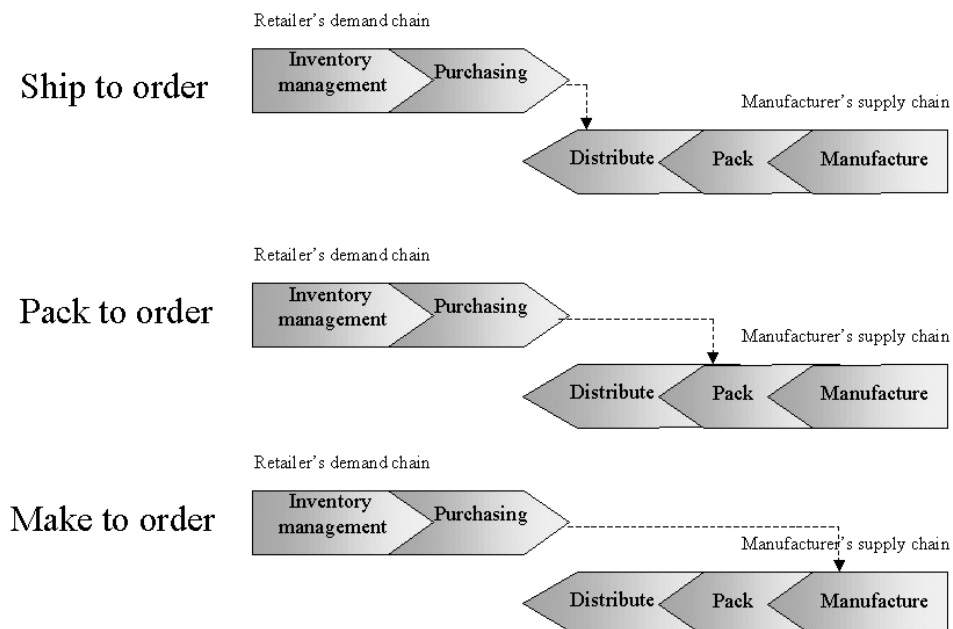 Retailer's demand chain
Ship to order
Inventory
management
Purchasing
Manufacturer's supply chain
Distribute
Pack
Manufacture
Retailer's demand chain
Pack to order
Inventory
management
Purchasing
Manufacturer's supply chain
Distribute
Pack
Manufacture
Retailer's demand chain
Make to order
Inventory
management
Purchasing
Manufacturer's supply chain
Distribute
Pack
Manufacture